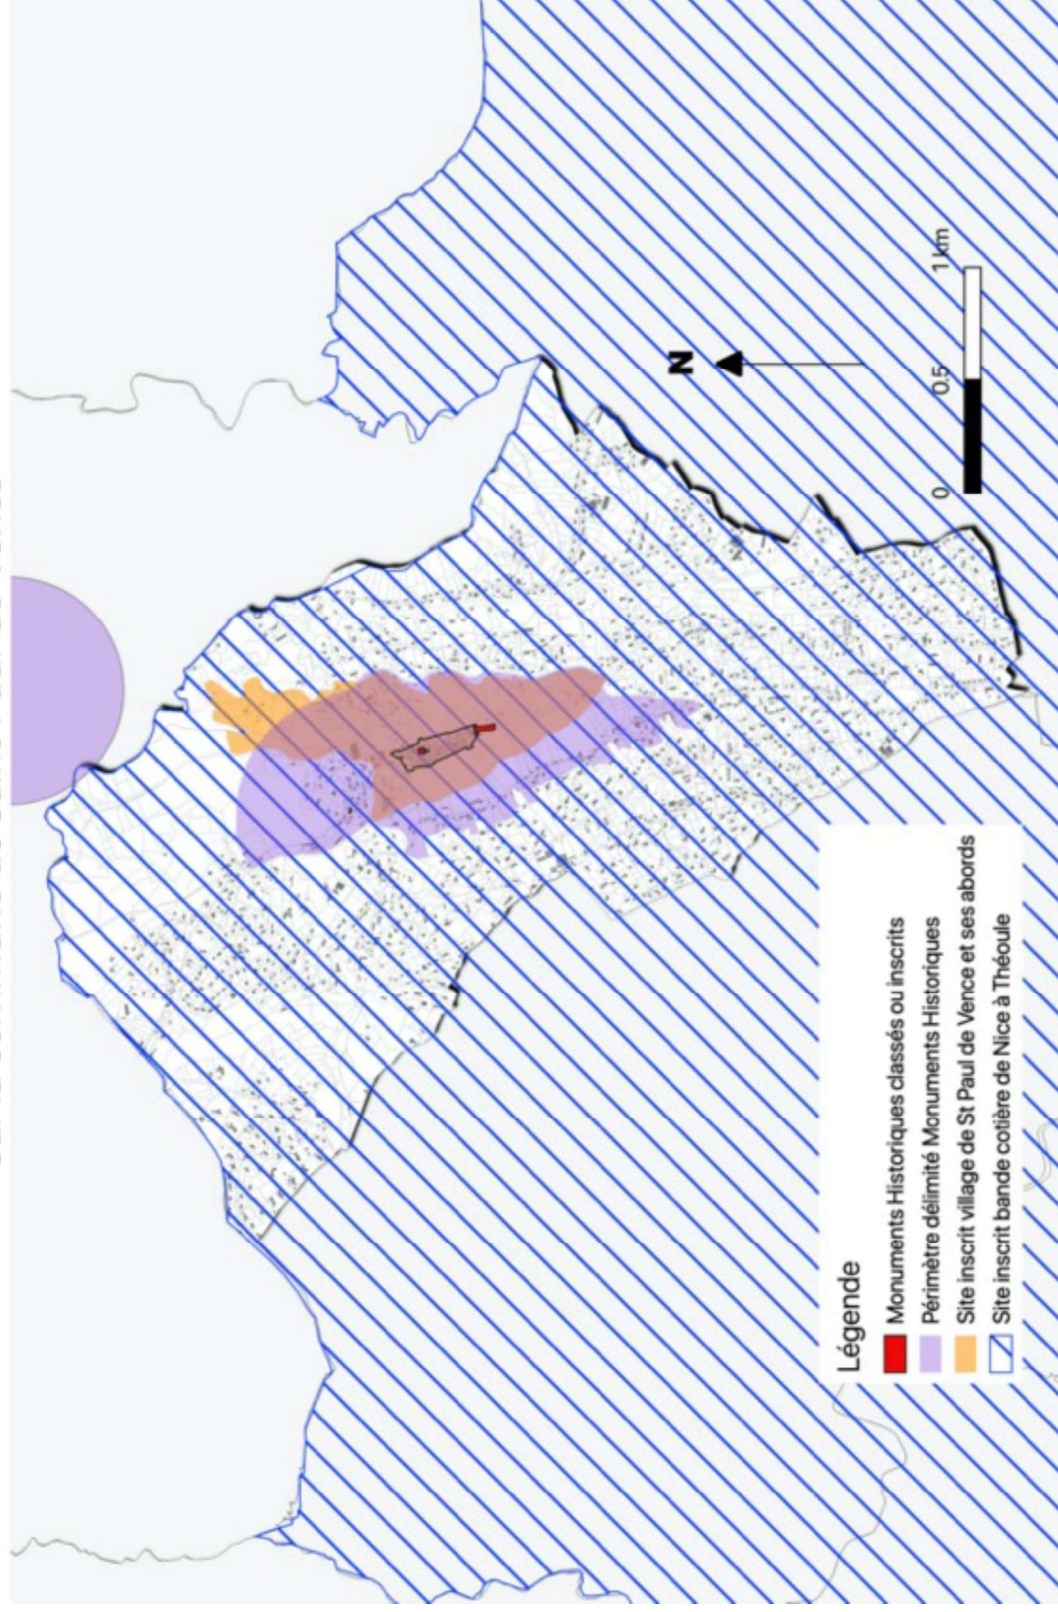 N
0 0.5 1 km
Légende
Monuments Historiques classés ou inscrits
Périmètre délimité Monuments Historiques
Site inscrit village de St Paul de Vence et ses abords
Site inscrit bande cotière de Nice à Théoule